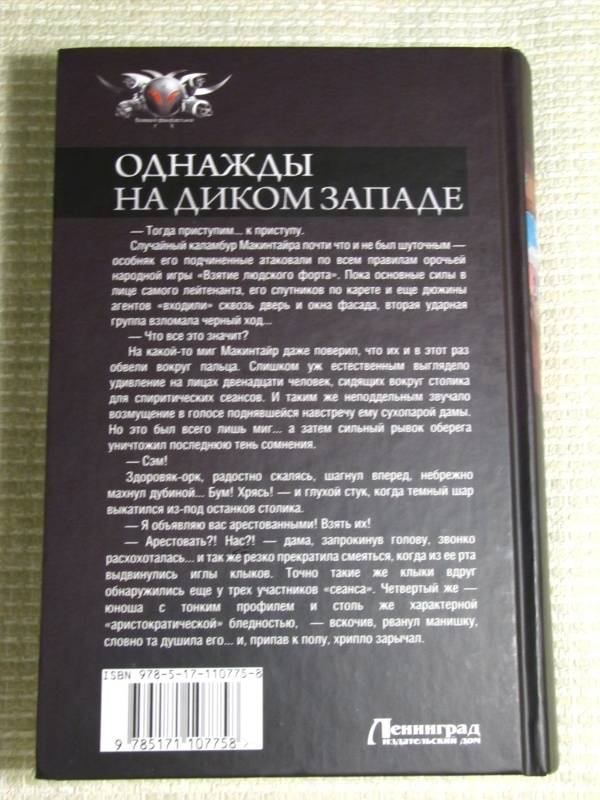 Боевая фантастика
ОДНАЖДЫ
НА ДИКОМ ЗАПАДЕ
— Тогда приступим... к приступу.
Случайный каламбур Макинтайра почти что и не был шуточным —
особняк его подчиненные атаковали по всем правилам орочьей
народной игры «Взятие людского форта». Пока основные силы в
лице самого лейтенанта, его спутников по карете и еще дюжины
агентов «входили» сквозь дверь и окна фасада, вторая ударная
группа взломала черный ход...
— Что все это значит?
На какой-то миг Макинтайр даже поверил, что их и в этот раз
обвели вокруг пальца. Слишком уж естественным выглядело
удивление на лицах двенадцати человек, сидящих вокруг столика
для спиритических сеансов. И таким же неподдельным звучало
возмущение в голосе поднявшейся навстречу ему сухопарой дамы.
Но это был всего лишь миг... а затем сильный рывок оберега
уничтожил последнюю тень сомнения.
— Сэм!
Здоровяк-орк, радостно скалясь, шагнул вперед, небрежно
махнул дубиной... Бум! Хрясь! — и глухой стук, когда темный шар
выкатился из-под останков столика.
— Я объявляю вас арестованными! Взять их!
— Арестовать?! Нас?! — дама, запрокинув голову, звонко
расхохоталась... и так же резко прекратила смеяться, когда из ее рта
выдвинулись иглы клыков. Точно такие же клыки вдруг
обнаружились еще у трех участников «сеанса». Четвертый же —
юноша с тонким профилем и столь же характерной
«аристократической» бледностью, — вскочив, рванул манишку,
словно та душила его... и, припав к полу, хрипло зарычал.
ISBN 978-5-17-110775-8
9 785171 107758
Ленинград
издательский дом